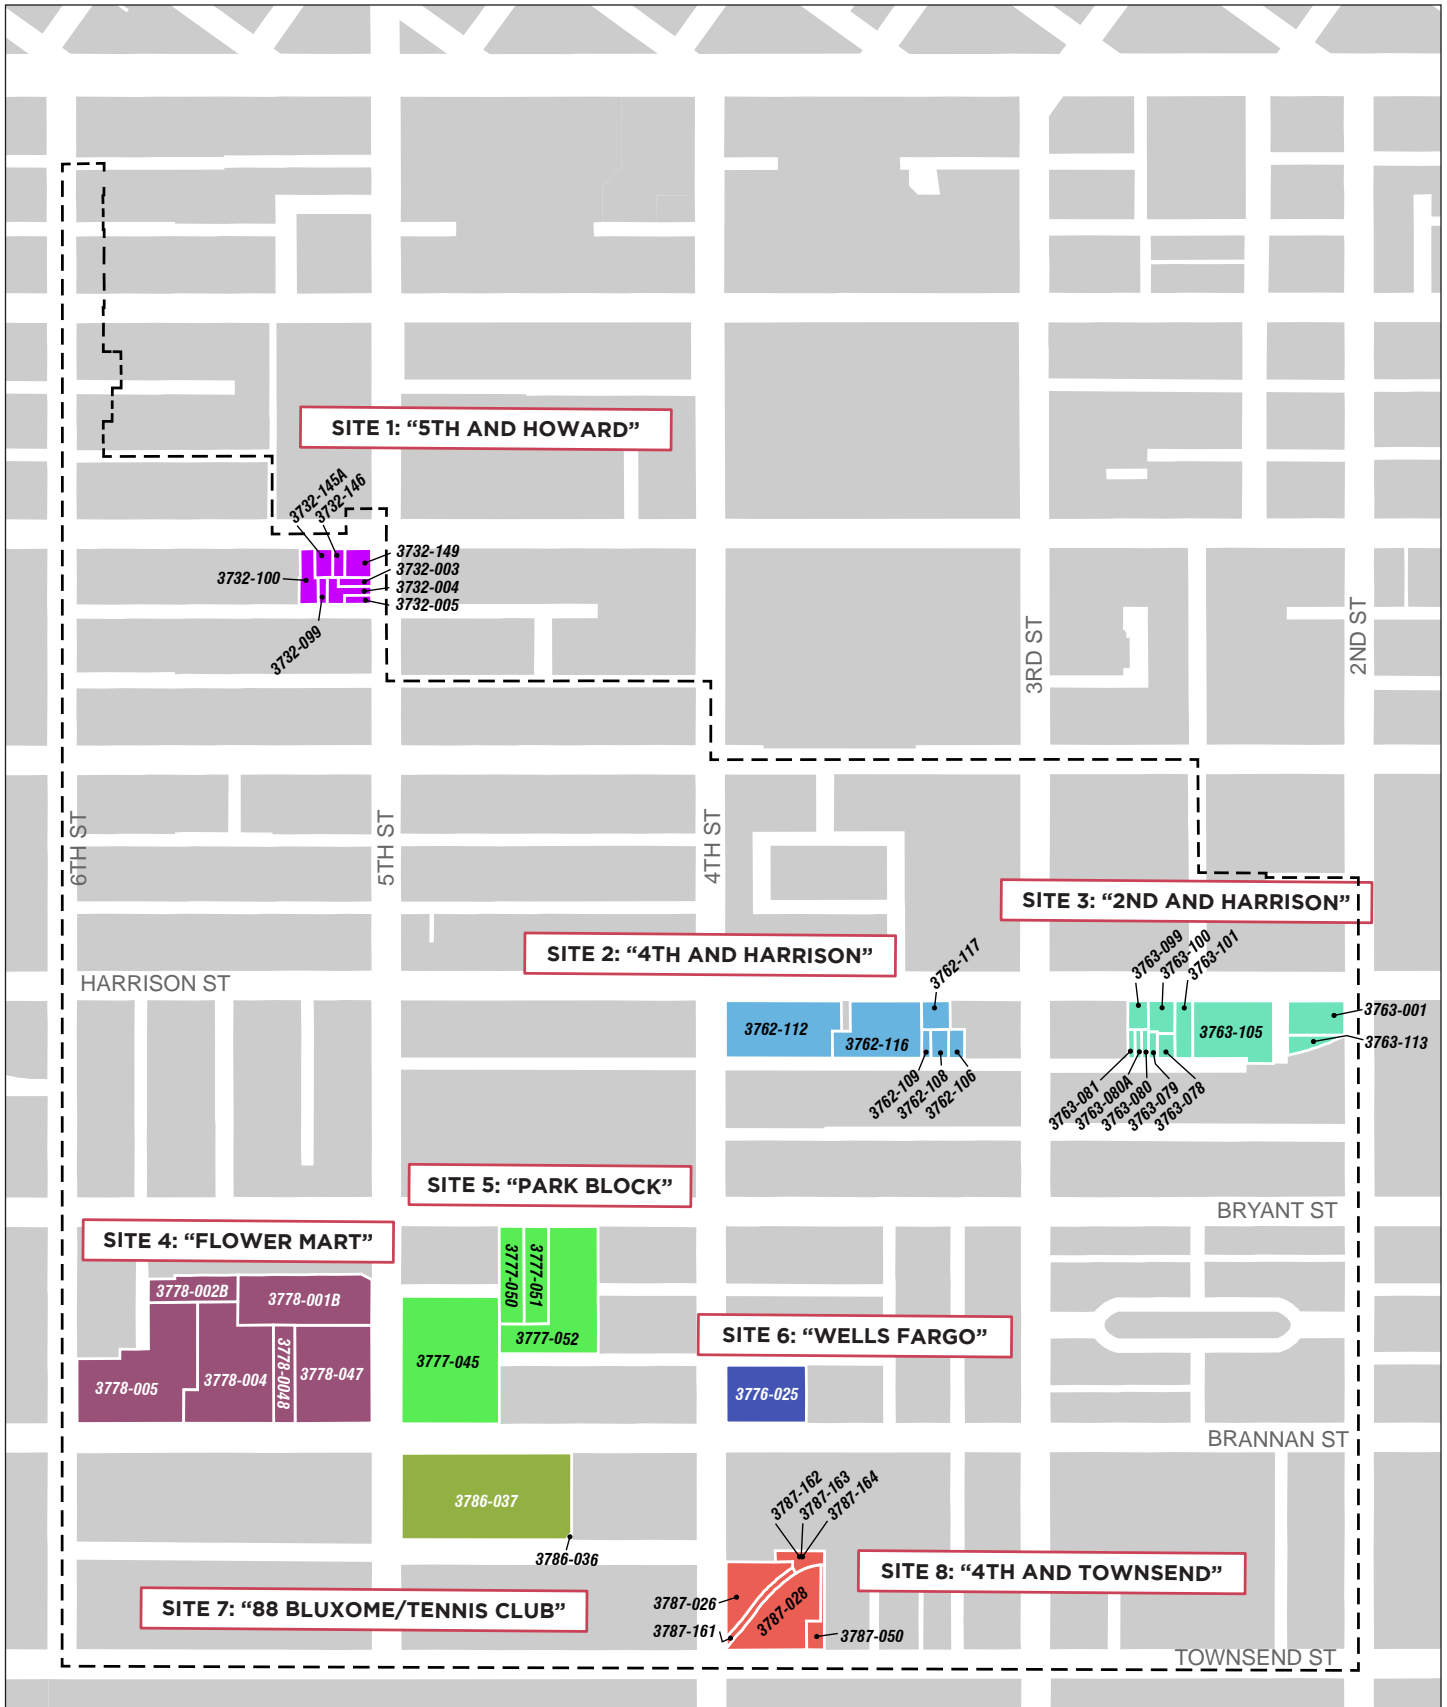 SITE 1: “5TH AND HOWARD”
3732-145A
3732-146
3732-149
3732-003
3732-100
3732-004
3732-005
3732-099
3RD ST
2ND ST
6TH ST
5TH ST
4TH ST
SITE 3: “2ND AND HARRISON”
SITE 2: “4TH AND HARRISON”
3762-117
3763-099
3763-100
3763-101
HARRISON ST
3762-112
3762-116
3763-105
3763-001
3763-113
3762-109
3762-108
3762-106
3763-081
3763-080A
3763-080
3763-079
3763-078
SITE 5: “PARK BLOCK”
BRYANT ST
SITE 4: “FLOWER MART”
3778-002B
3778-001B
3777-050
3777-051
3777-052
SITE 6: “WELLS FARGO”
3777-045
3778-005
3778-004
3778-0048
3778-047
3776-025
BRANNAN ST
3786-037
3787-162
3787-163
3787-164
3786-036
SITE 8: “4TH AND TOWNSEND”
SITE 7: “88 BLUXOME/TENNIS CLUB”
3787-026
3787-028
3787-161
3787-050
TOWNSEND ST